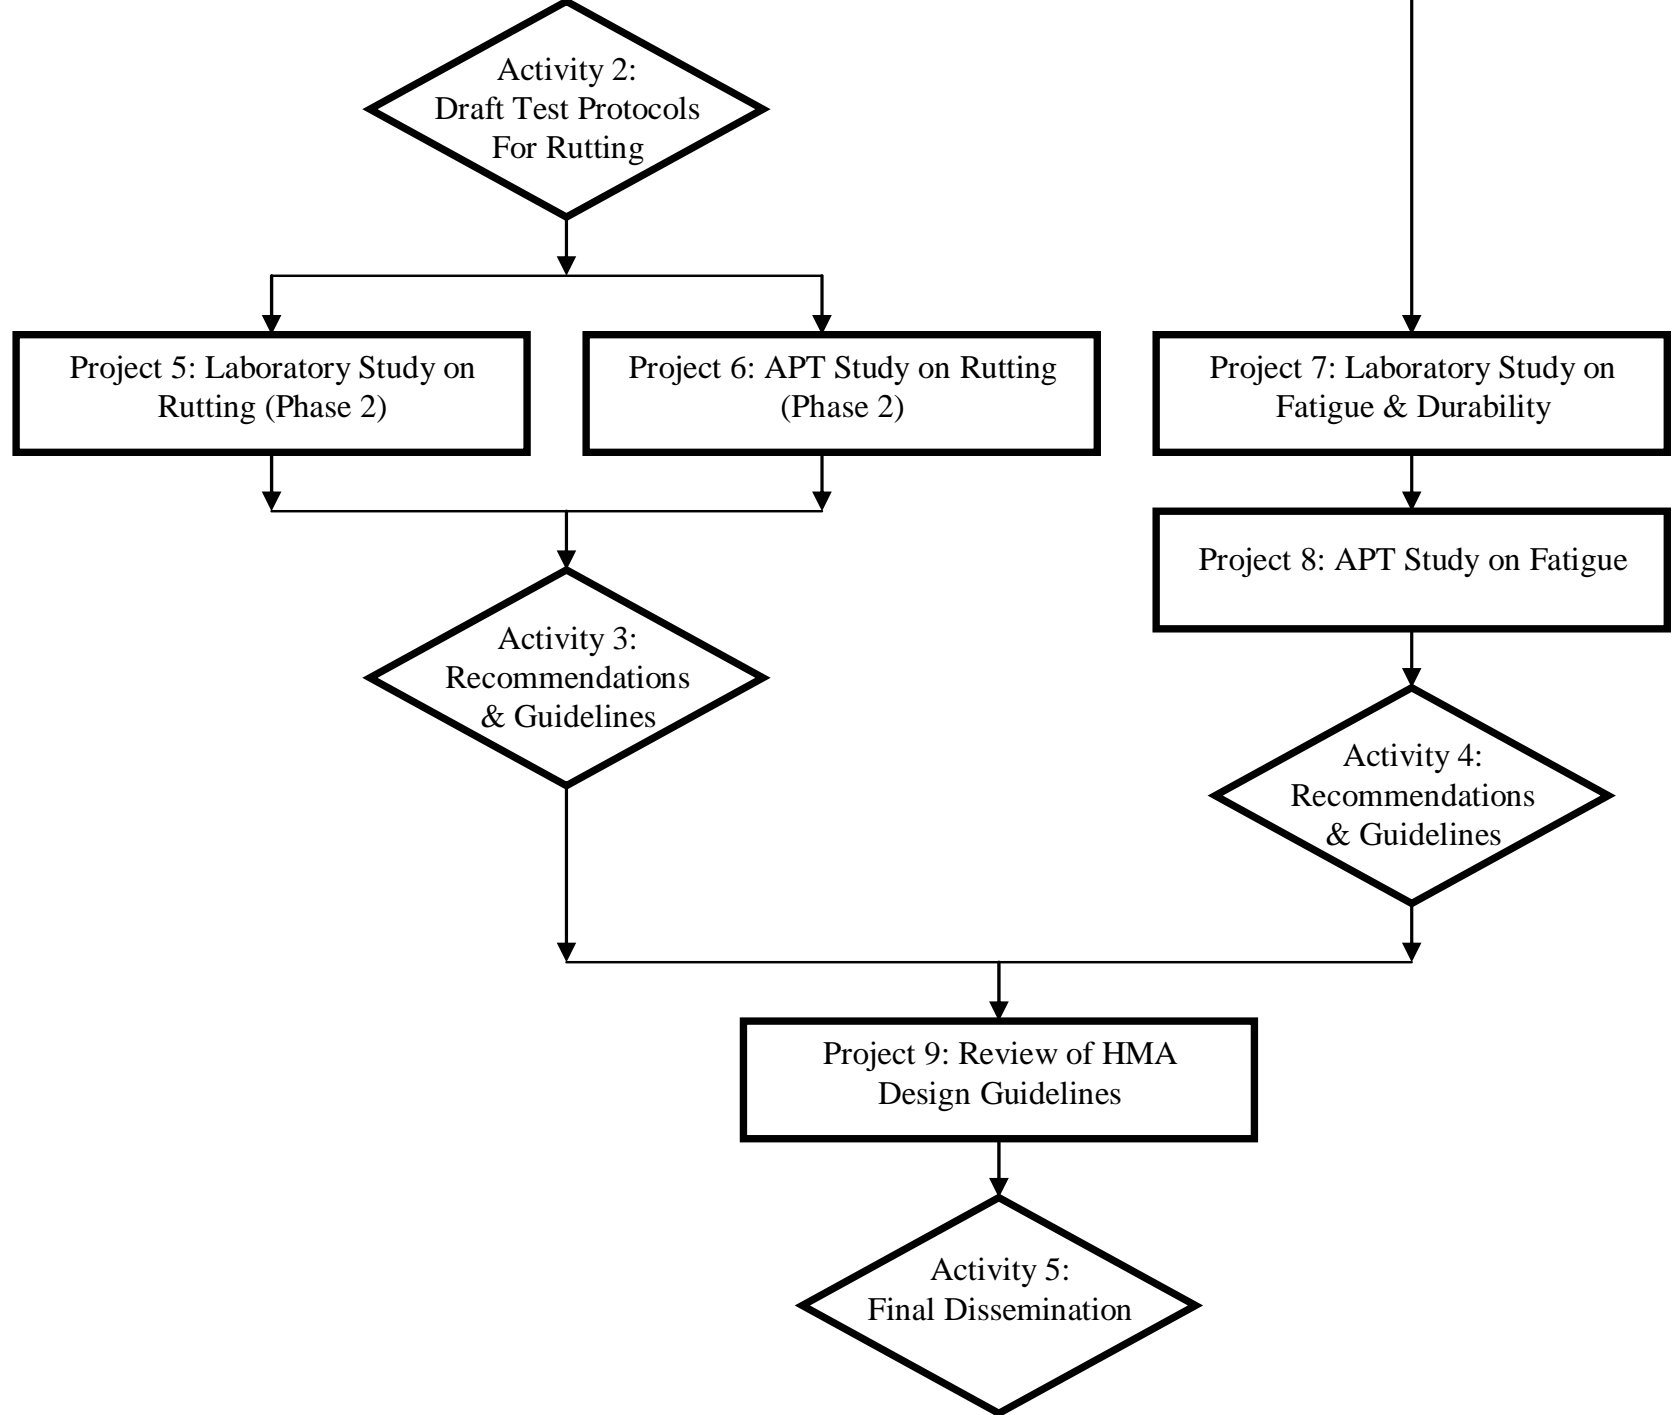 Activity 2:
Draft Test Protocols
For Rutting
Project 5: Laboratory Study on
Rutting (Phase 2)
Project 6: APT Study on Rutting
(Phase 2)
Project 7: Laboratory Study on
Fatigue & Durability
Project 8: APT Study on Fatigue
Activity 3:
Recommendations
& Guidelines
Activity 4:
Recommendations
& Guidelines
Project 9: Review of HMA
Design Guidelines
Activity 5:
Final Dissemination